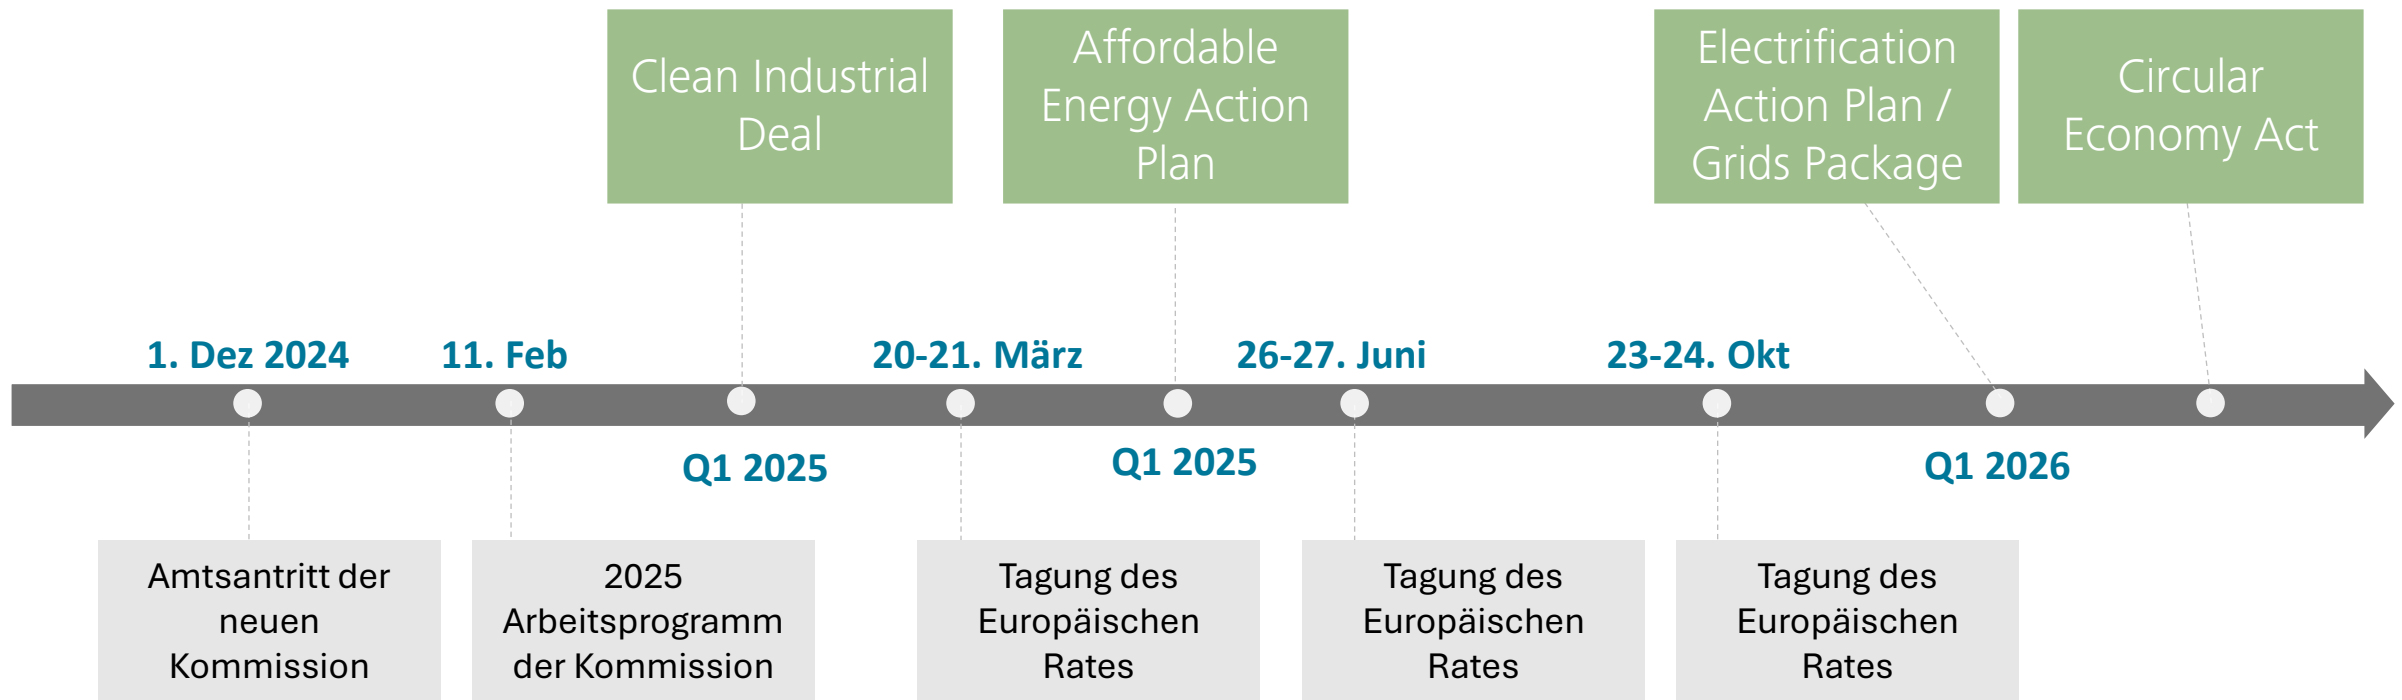 Clean Industrial
Deal
Affordable
Energy Action
Plan
Electrification
Action Plan /
Grids Package
Circular
Economy Act
1. Dez 2024
11. Feb
20-21. März
26-27. Juni
23-24. Okt
Q1 2025
Q1 2025
Q1 2026
Amtsantritt der
neuen
Kommission
2025
Arbeitsprogramm
der Kommission
Tagung des
Europäischen
Rates
Tagung des
Europäischen
Rates
Tagung des
Europäischen
Rates